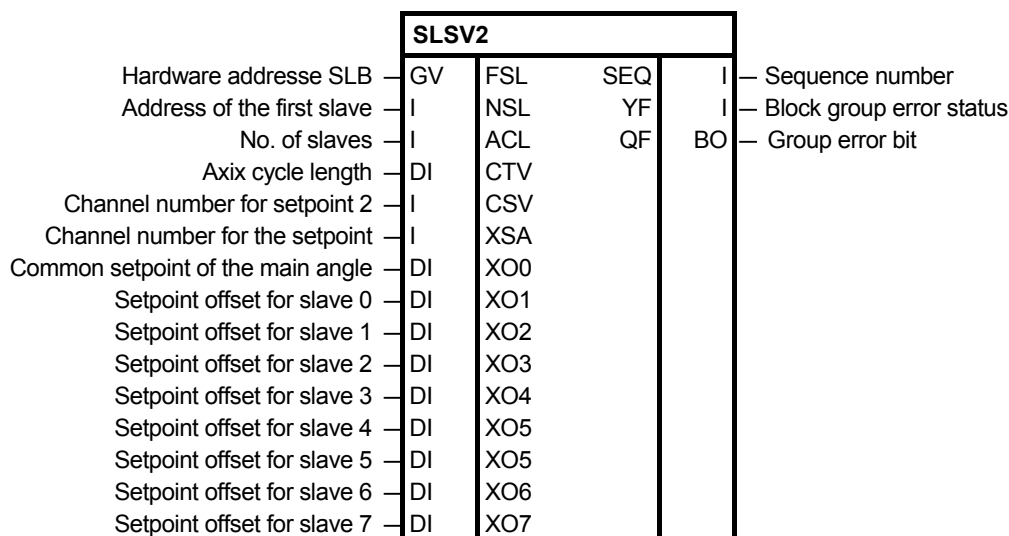 SLSV2
Hardware addresse SLB GV FSL SEQ I Sequence number
Address of the first slave I NSL YF I Block group error status
No. of slaves I ACL QF BO Group error bit
Axix cycle length DI CTV
Channel number for setpoint 2 I CSV
Channel number for the setpoint I XSA
Common setpoint of the main angle DI XO0
Setpoint offset for slave 0 DI XO1
Setpoint offset for slave 1 DI XO2
Setpoint offset for slave 2 DI XO3
Setpoint offset for slave 3 DI XO4
Setpoint offset for slave 4 DI XO5
Setpoint offset for slave 5 DI XO5
Setpoint offset for slave 6 DI XO6
Setpoint offset for slave 7 DI XO7